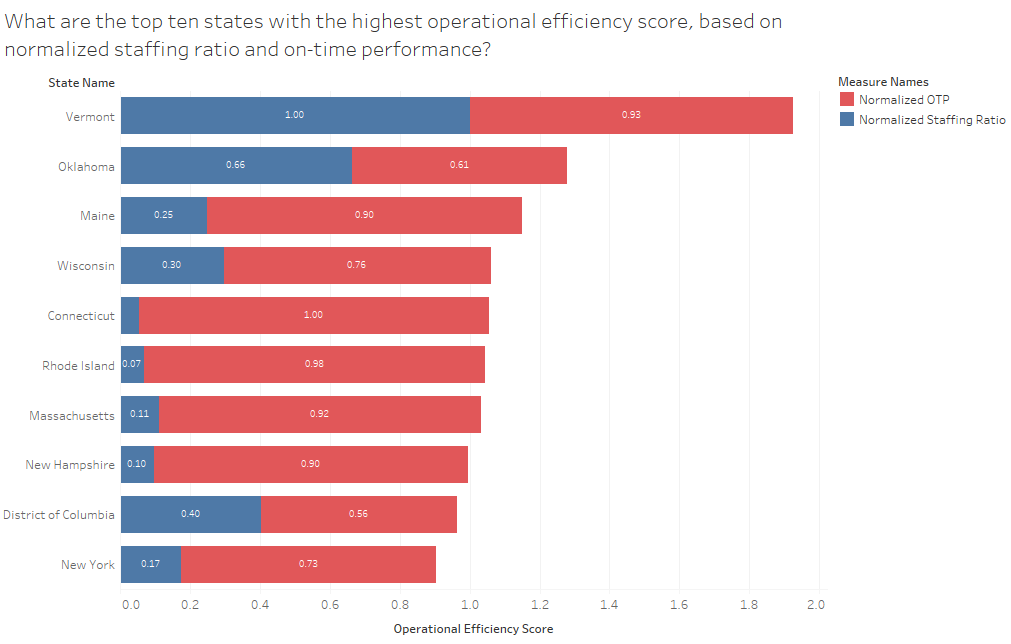 What are the top ten states with the highest operational efficiency score, based on
normalized staffing ratio and on-time performance?
State Name
Measure Names
Normalized OTP
Normalized Staffing Ratio
Vermont 1.00 0.93
Oklahoma 0.66 0.61
Maine 0.25 0.90
Wisconsin 0.30 0.76
Connecticut 1.00
Rhode Island 0.07 0.98
Massachusetts 0.11 0.92
New Hampshire 0.10 0.90
District of Columbia 0.40 0.56
New York 0.17 0.73
0.0 0.2 0.4 0.6 0.8 1.0 1.2 1.4 1.6 1.8 2.0
Operational Efficiency Score